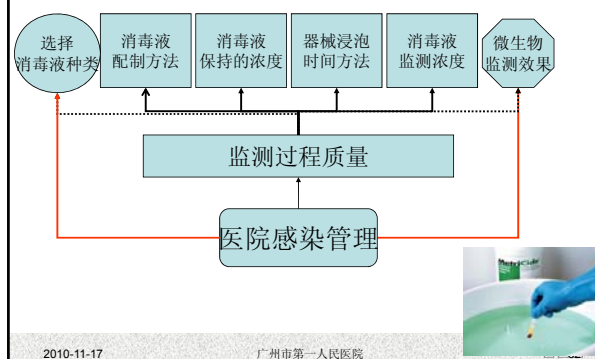 选择
消毒液种类
消毒液
配制方法
消毒液
保持的浓度
器械浸泡
时间方法
消毒液
监测浓度
微生物
监测效果
监测过程质量
医院感染管理
MetriCide
2010-11-17
广州市第一人民医院